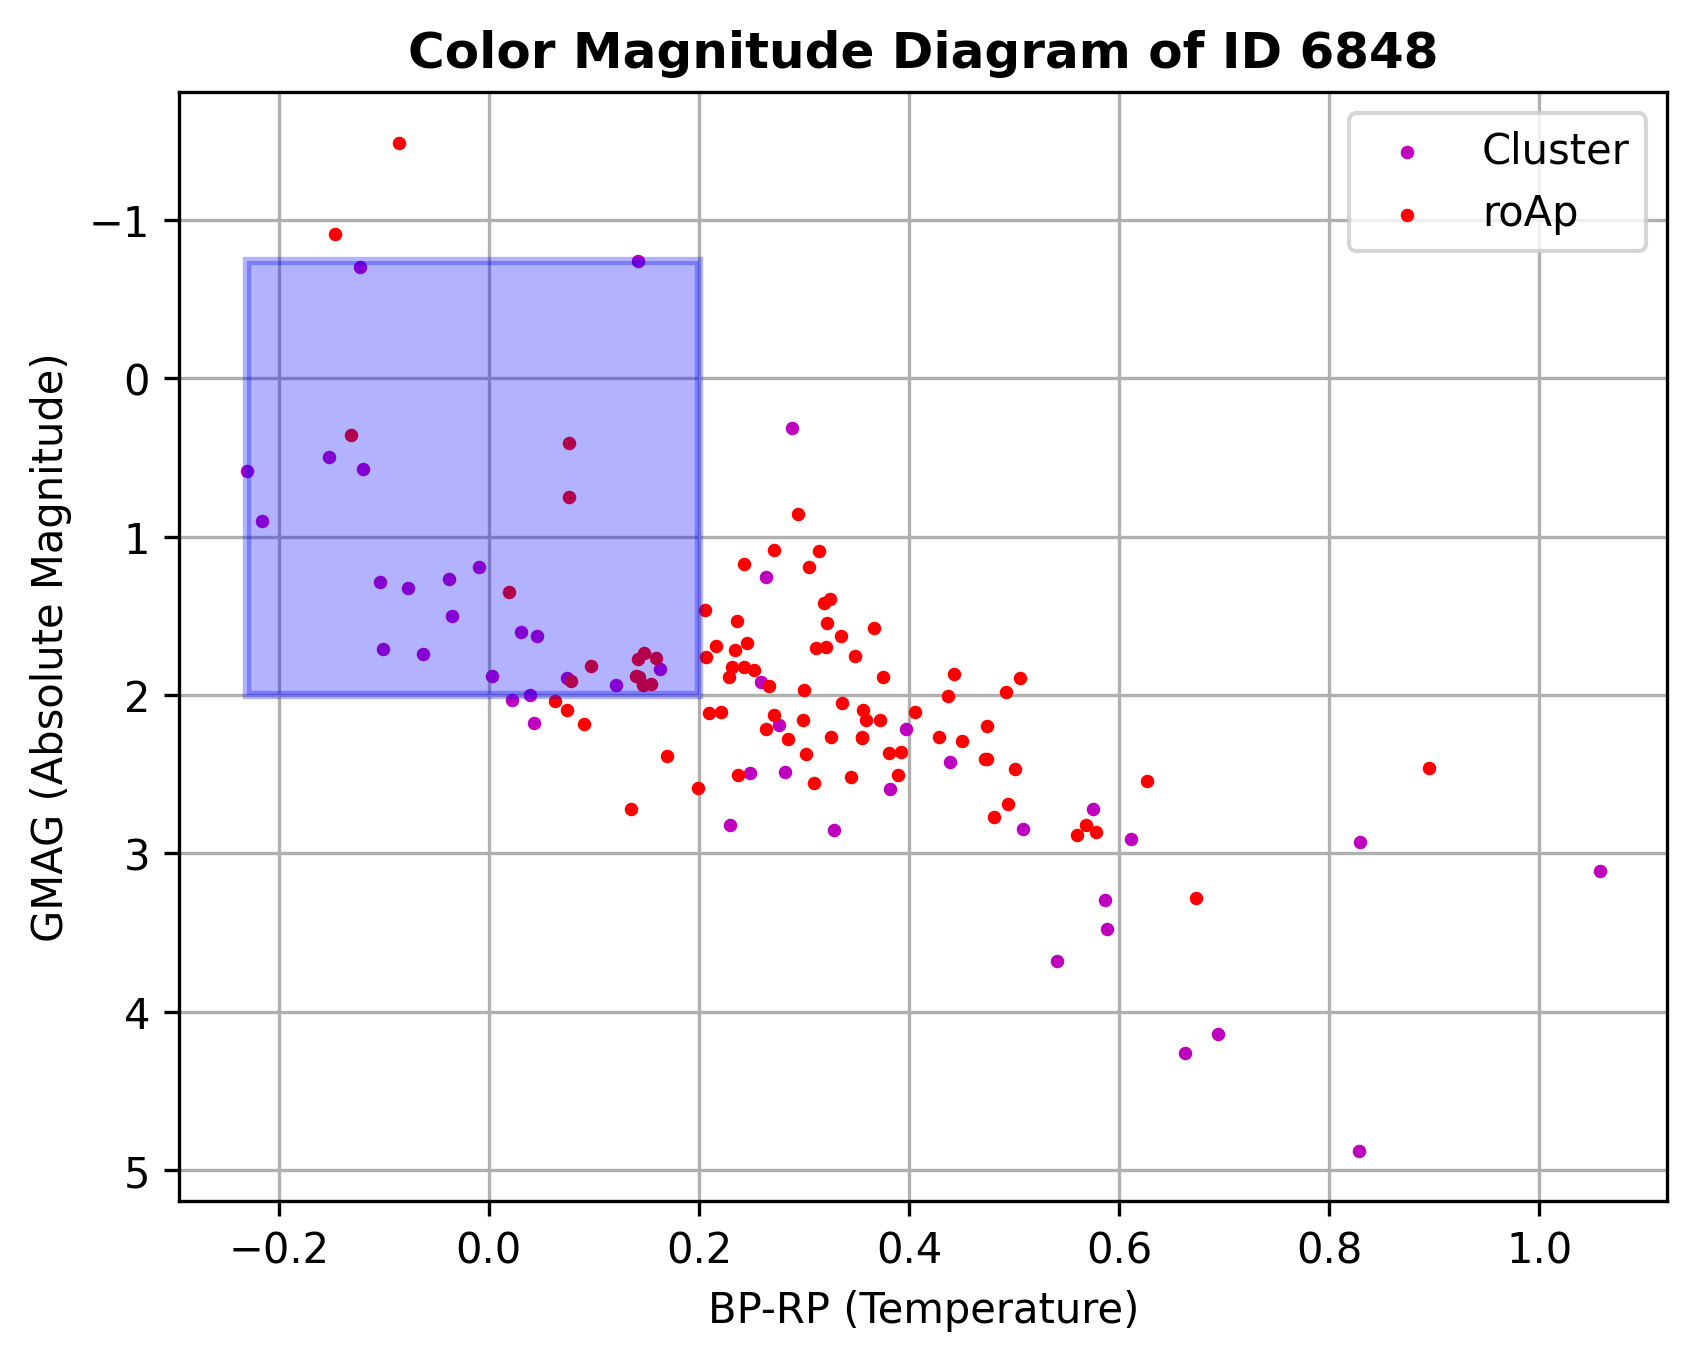 Color Magnitude Diagram of ID 6848
Cluster
roAp
GMAG (Absolute Magnitude)
−1
0
1
2
3
4
5
−0.2 0.0 0.2 0.4 0.6 0.8 1.0
BP-RP (Temperature)